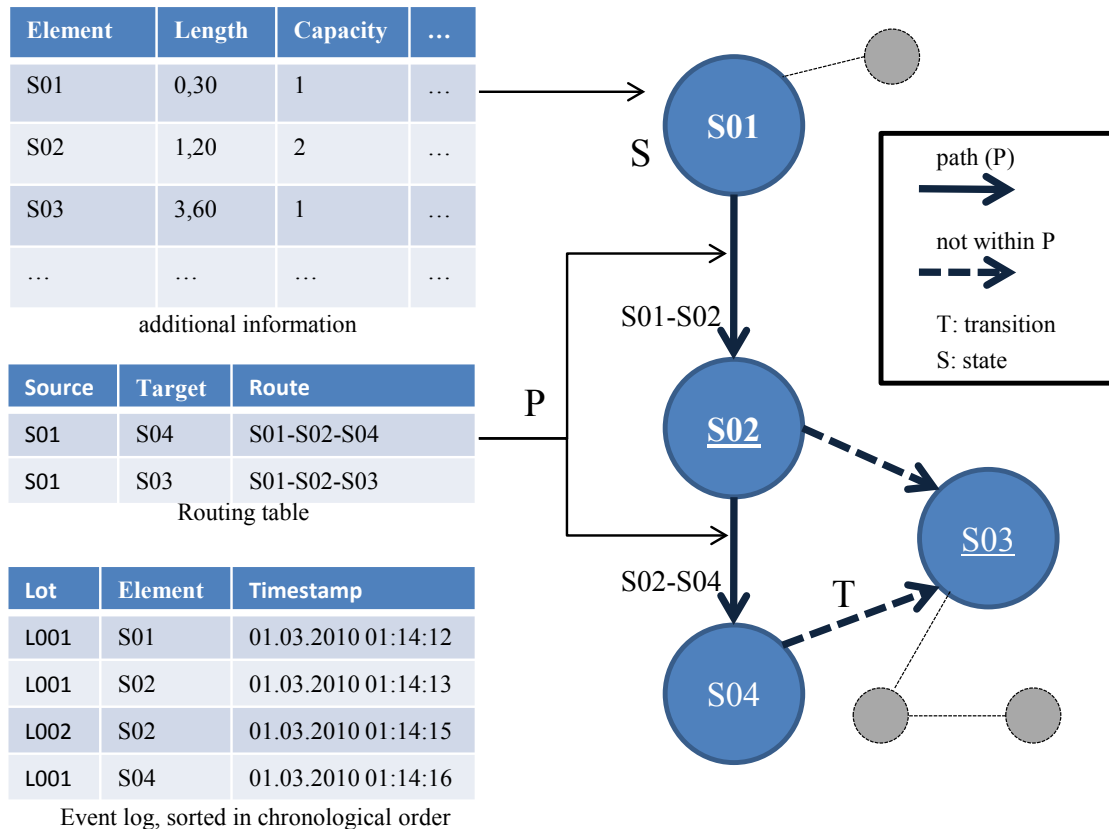 Element Length Capacity …
S01 0,30 1 …
S02 1,20 2 …
S03 3,60 1 …
… … … …
additional information
Source Target Route
S01 S04 S01-S02-S04
S01 S03 S01-S02-S03
Routing table
Lot Element Timestamp
L001 S01 01.03.2010 01:14:12
L001 S02 01.03.2010 01:14:13
L002 S02 01.03.2010 01:14:15
L001 S04 01.03.2010 01:14:16
Event log, sorted in chronological order
P
S
S01
S01-S02
S02
S02-S04
S04
T
S03
path (P)
not within P
T: transition
S: state